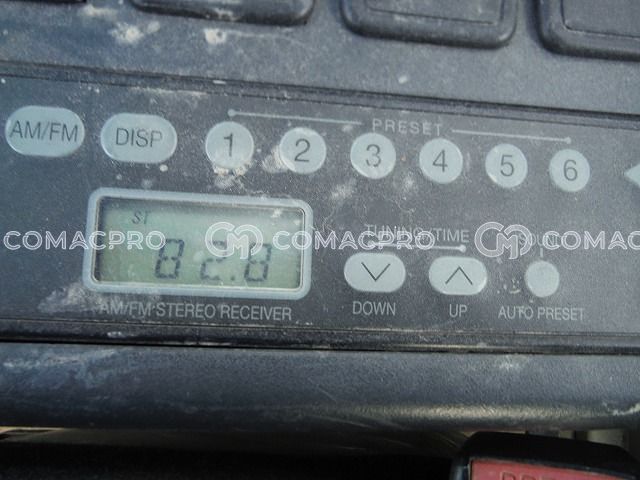 PRESET
AM/FM DISP 1 2 3 4 5 6
ST
TUNING/TIME
COMACPRO COMACPRO COMACPRO
82.8
DOWN UP AUTO PRESET
AM/FM STEREO RECEIVER